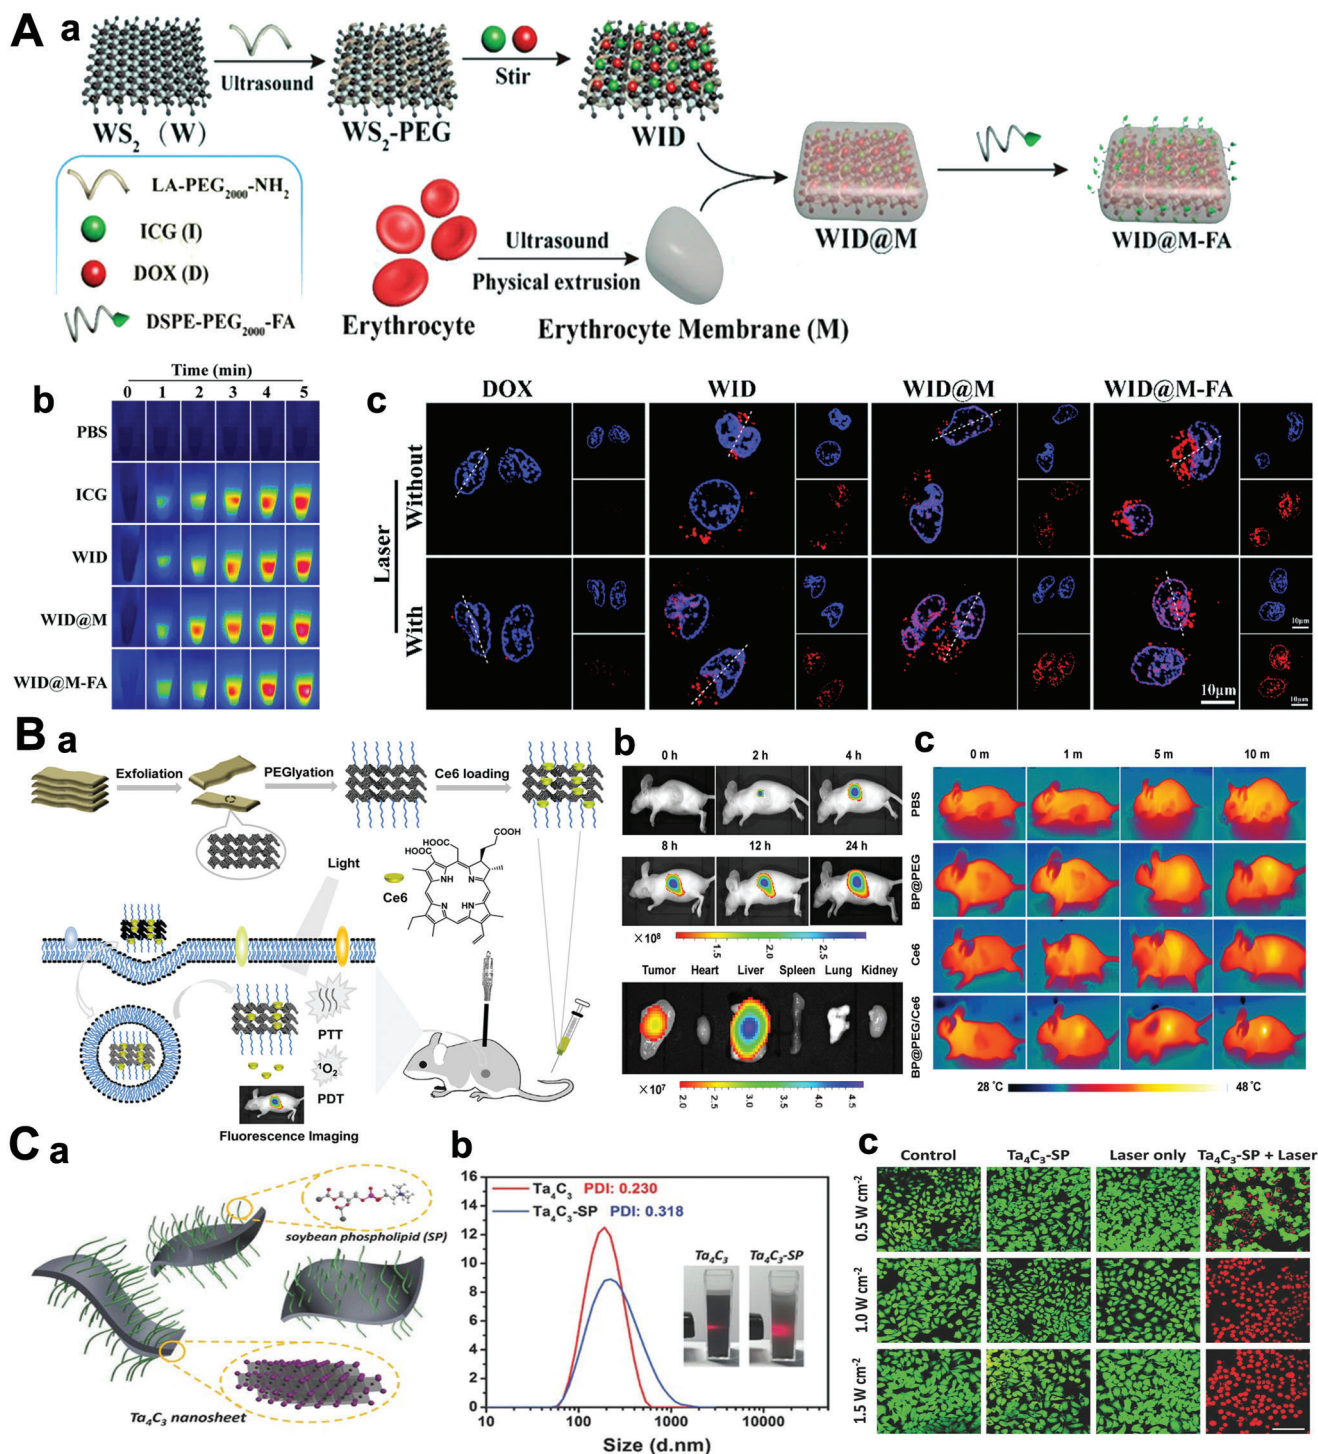 A a
WS2 (W)
Ultrasound
WS2-PEG
Stir
WID
LA-PEG2000-NH2
ICG (I)
DOX (D)
DSPE-PEG2000-FA
Erythrocyte
Ultrasound
Physical extrusion
Erythrocyte Membrane (M)
WID@M
WID@M-FA
b
Time (min)
0 1 2 3 4 5
PBS
ICG
WID
WID@M
WID@M-FA
c
DOX WID WID@M WID@M-FA
Laser
Without
With
10μm
10μm
10μm
B a
Exfoliation
PEGlyation
Ce6 loading
Light
Ce6
COOH
HOOC
HOOC
NH N
N HN
PTT
1O2
PDT
Fluorescence Imaging
b
0 h 2 h 4 h
8 h 12 h 24 h
×10⁸
1.5 2.0 2.5
Tumor Heart Liver Spleen Lung Kidney
×10⁷
2.0 2.5 3.0 3.5 4.0 4.5
c
0 m 1 m 5 m 10 m
PBS
BP@PEG
Ce6
BP@PEG/Ce6
28 °C 48 °C
C a
soybean phospholipid (SP)
Ta4C3 nanosheet
b
16
14
12
10
8
6
4
2
0
Ta4C3 PDI: 0.230
Ta4C3-SP PDI: 0.318
Ta4C3 Ta4C3-SP
10 100 1000 10000
Size (d.nm)
c
Control Ta4C3-SP Laser only Ta4C3-SP + Laser
0.5 W cm-2
1.0 W cm-2
1.5 W cm-2